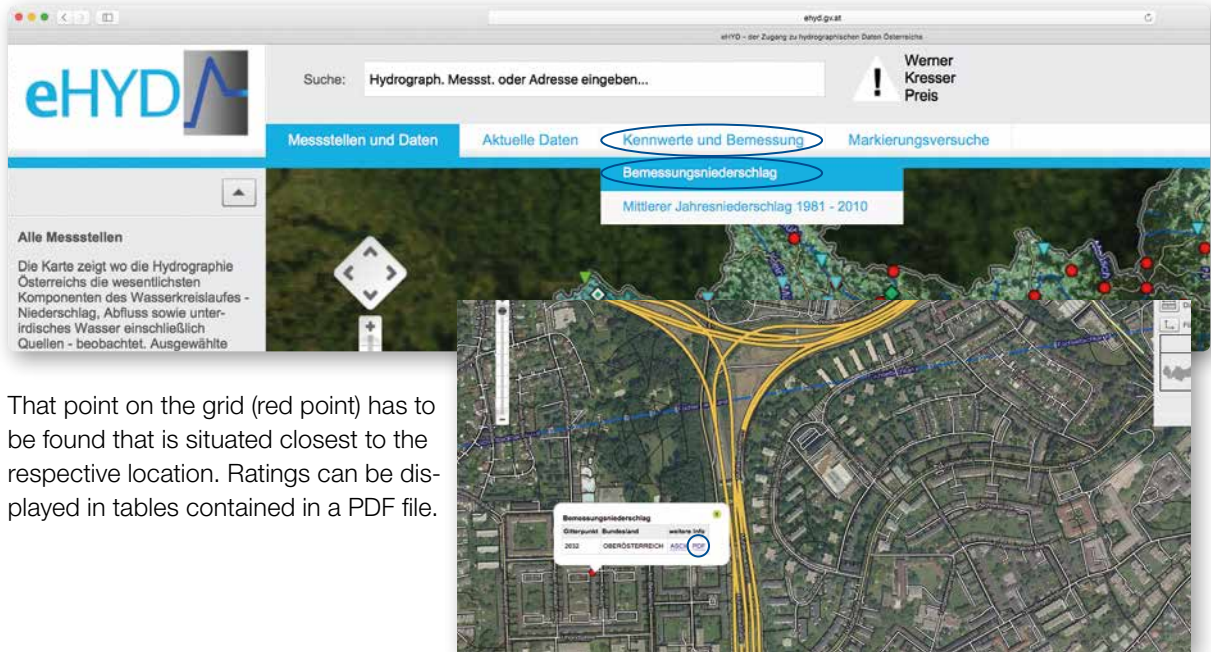 ehyd.gv.at
eHYD - der Zugang zu hydrographischen Daten Österreichs
eHYD
Suche:
Hydrograph. Messst. oder Adresse eingeben...
!
Werner
Kresser
Preis
Messstellen und Daten
Aktuelle Daten
Kennwerte und Bemessung
Markierungsversuche
Bemessungsniederschlag
Mittlerer Jahresniederschlag 1981 - 2010
Alle Messstellen
Die Karte zeigt wo die Hydrographie
Österreichs die wesentlichsten
Komponenten des Wasserkreislaufes -
Niederschlag, Abfluss sowie unter-
irdisches Wasser einschließlich
Quellen - beobachtet. Ausgewählte
That point on the grid (red point) has to
be found that is situated closest to the
respective location. Ratings can be dis-
played in tables contained in a PDF file.
Bemessungsniederschlag
Gitterpunkt Bundesland weitere Info
2632 OBERÖSTERREICH ASCII PDF